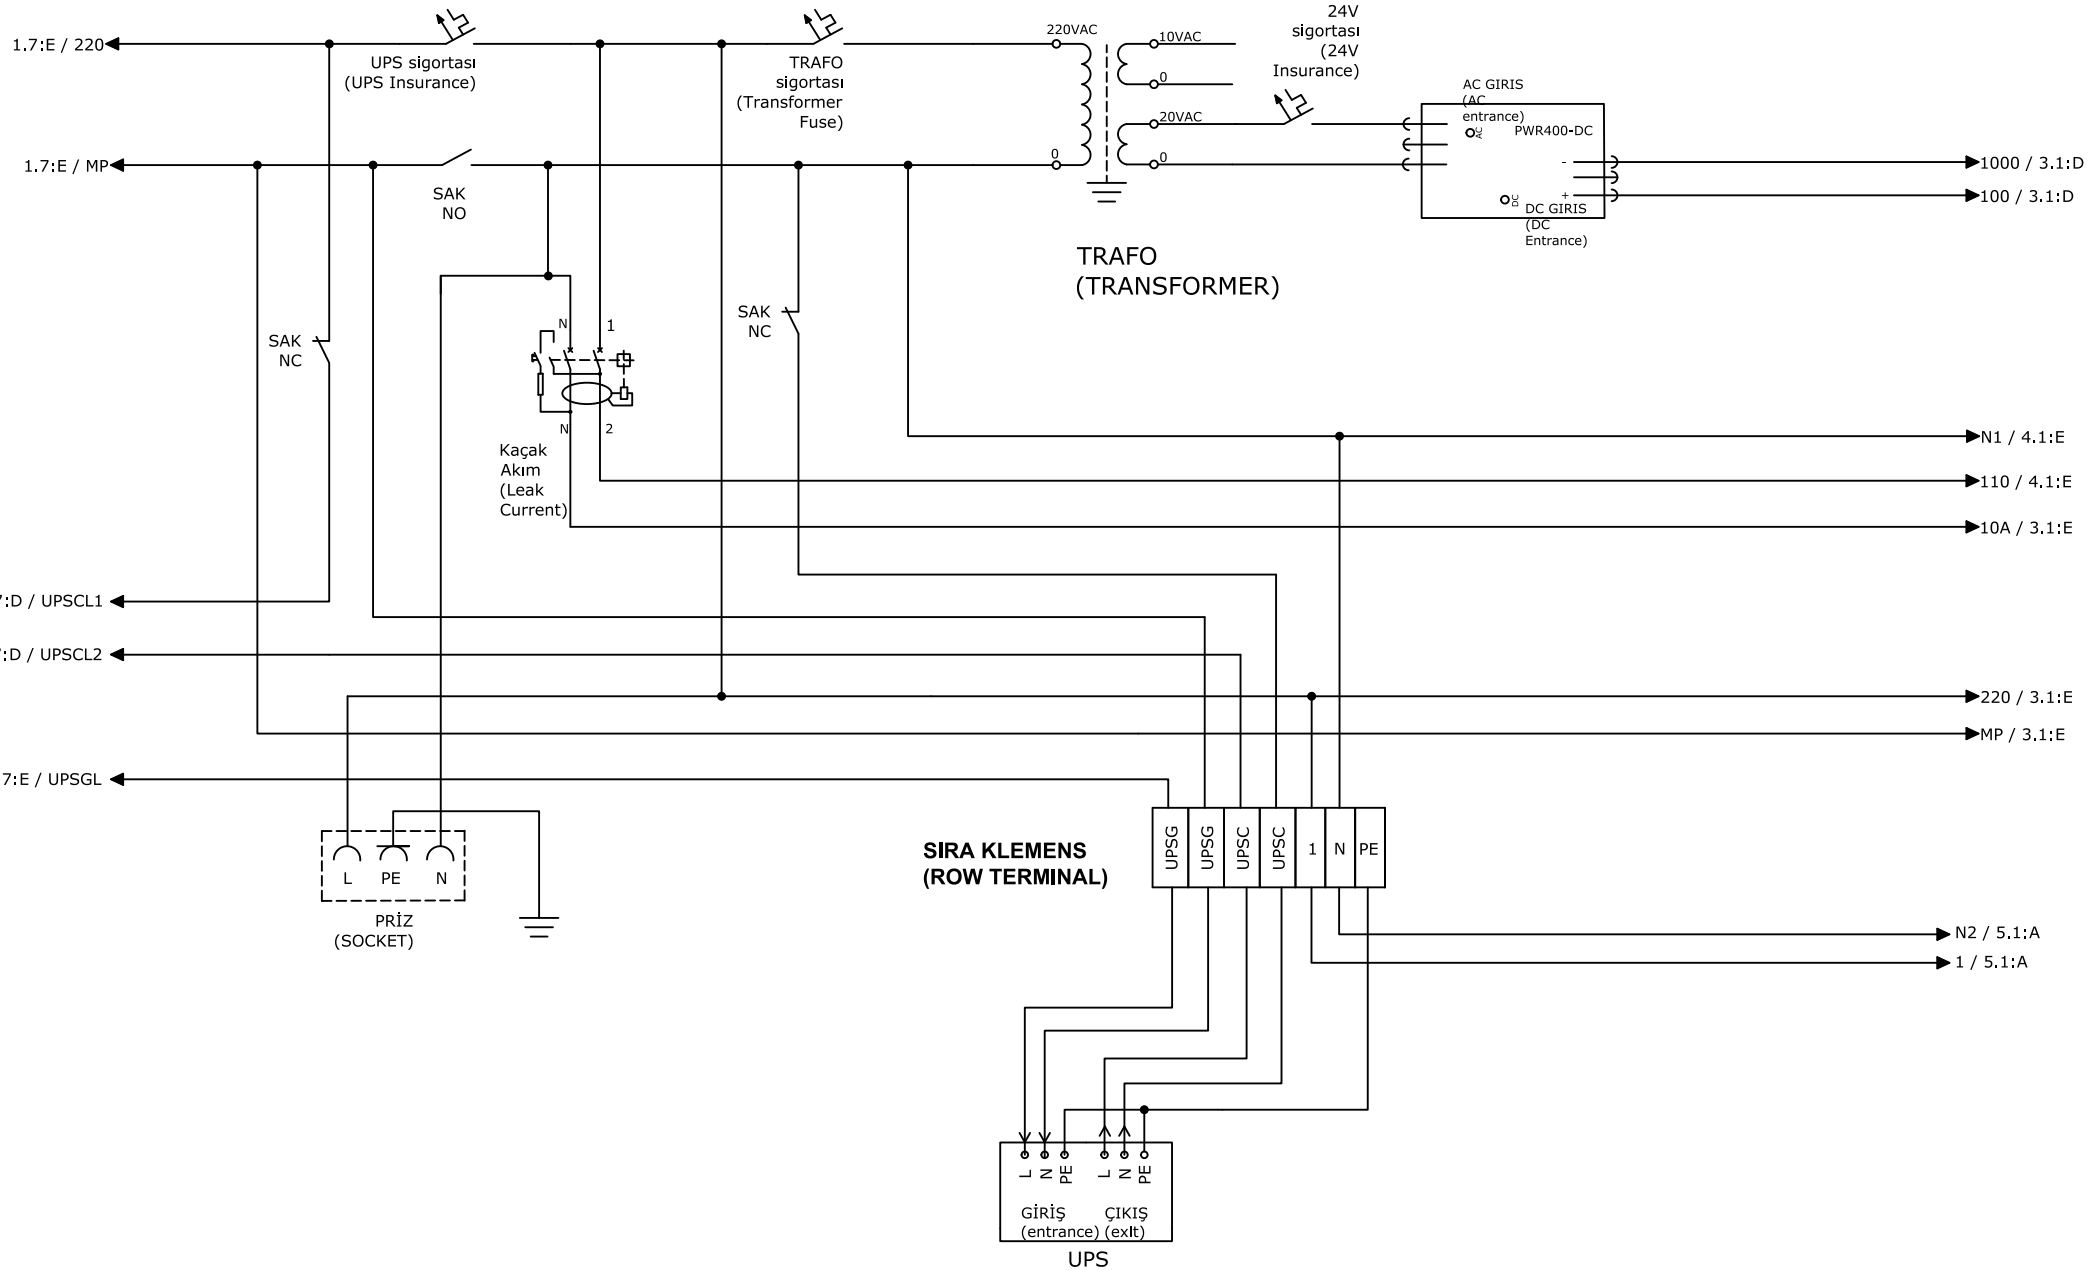 1.7:E / 220
UPS sigortası
(UPS Insurance)
TRAFO
sigortası
(Transformer
Fuse)
220VAC
0
10VAC
0
20VAC
0
24V
sigortası
(24V
Insurance)
AC GIRIS
(AC
entrance)
AC
PWR400-DC
-
+
DC
DC GIRIS
(DC
Entrance)
1000 / 3.1:D
100 / 3.1:D
1.7:E / MP
SAK
NO
TRAFO
(TRANSFORMER)
SAK
NC
SAK
NC
N
1
N
2
Kaçak
Akım
(Leak
Current)
N1 / 4.1:E
110 / 4.1:E
10A / 3.1:E
:D / UPSCL1
:D / UPSCL2
220 / 3.1:E
MP / 3.1:E
7:E / UPSGL
L
PE
N
PRİZ
(SOCKET)
SIRA KLEMENS
(ROW TERMINAL)
UPSG
UPSG
UPSC
UPSC
1
N
PE
N2 / 5.1:A
1 / 5.1:A
L
N
PE
L
N
PE
GİRİŞ
(entrance)
ÇIKIŞ
(exIt)
UPS